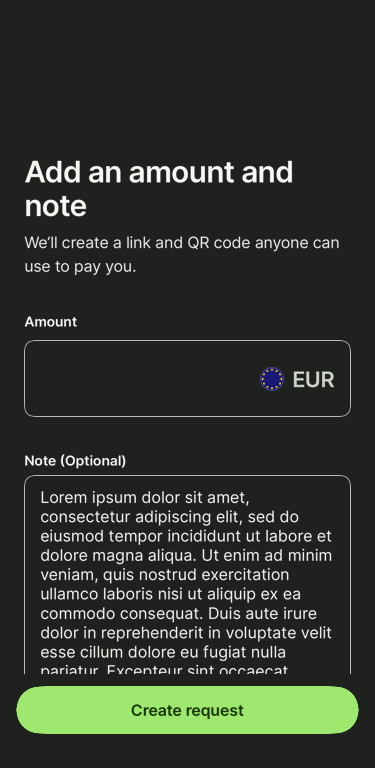 Add an amount and
note
We’ll create a link and QR code anyone can
use to pay you.
Amount
EUR
Note (Optional)
Lorem ipsum dolor sit amet,
consectetur adipiscing elit, sed do
eiusmod tempor incididunt ut labore et
dolore magna aliqua. Ut enim ad minim
veniam, quis nostrud exercitation
ullamco laboris nisi ut aliquip ex ea
commodo consequat. Duis aute irure
dolor in reprehenderit in voluptate velit
esse cillum dolore eu fugiat nulla
pariatur. Excepteur sint occaecat
Create request